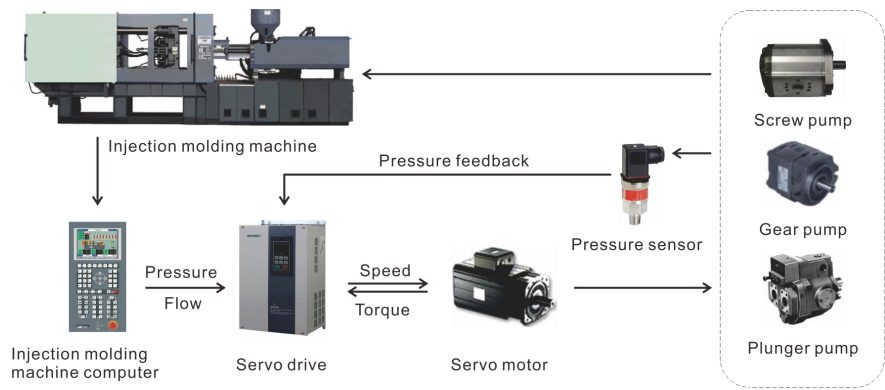 Injection molding machine
Screw pump
Pressure feedback
Pressure sensor
Gear pump
Pressure
Flow
Speed
Torque
Plunger pump
Injection molding
machine computer
Servo drive
Servo motor